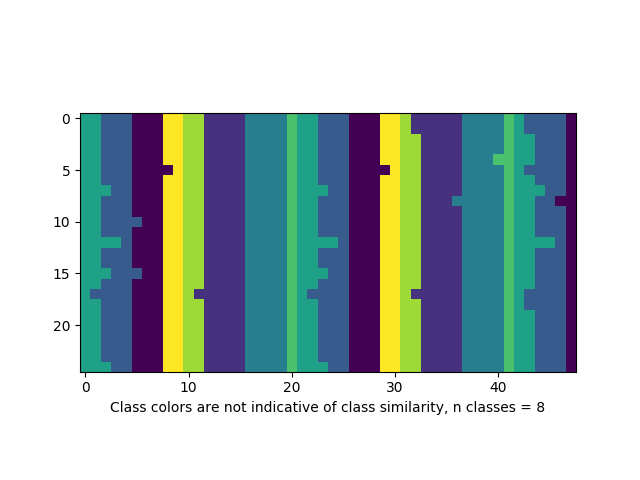 0
5
10
15
20
0 10 20 30 40
Class colors are not indicative of class similarity, n classes = 8